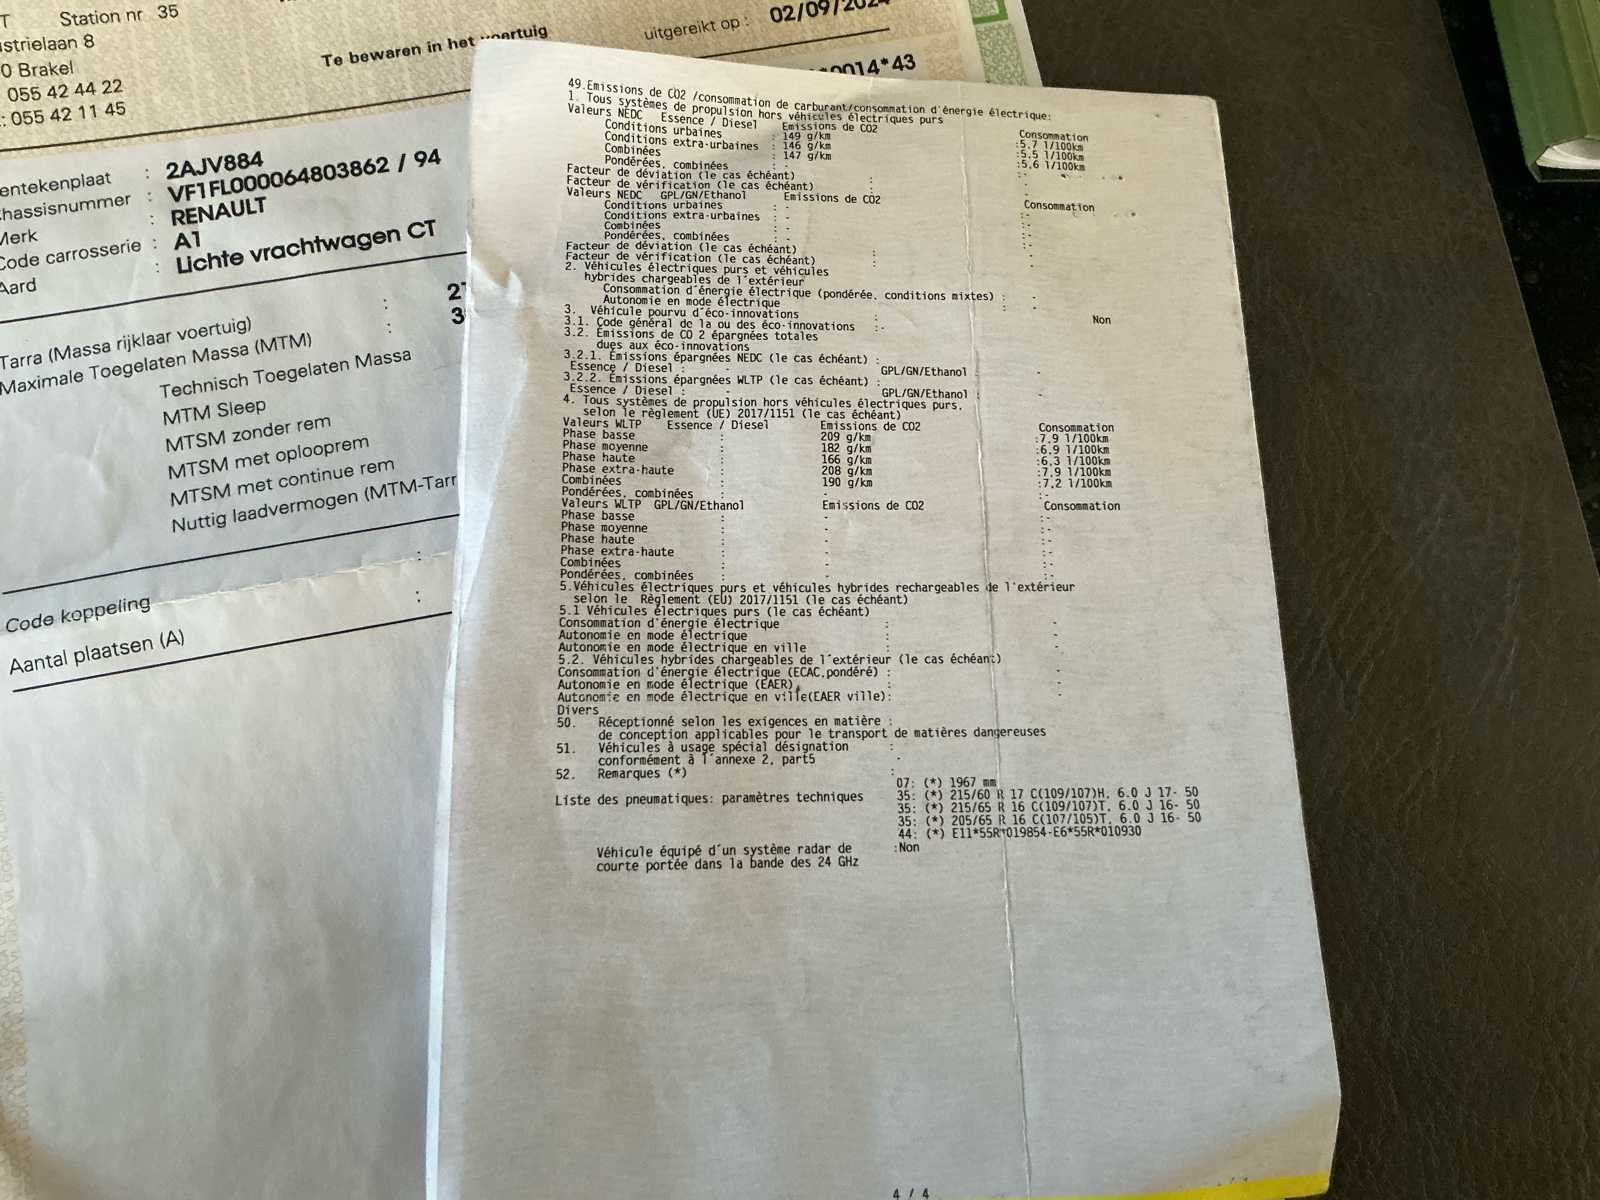 Station nr 35
8
Brakel
055 42 44 22
: 055 42 11 45
Te bewaren in het voertuig
uitgereikt op :
02/09/2024
*0014*43
: 2AJV884
: VF1FL000064803862 / 94
: RENAULT
Code carrosserie : A1
Aard : Lichte vrachtwagen CT
Tarra (Massa rijklaar voertuig) :
Maximale Toegelaten Massa (MTM) :
Technisch Toegelaten Massa
MTM Sleep
MTSM zonder rem
MTSM met oplooprem
MTSM met continue rem
Nuttig laadvermogen (MTM-Tarr
:
Code koppeling :
Aantal plaatsen (A)
49.Emissions de CO2 /consommation de carburant/consommation d'énergie électrique:
1. Tous systèmes de propulsion hors véhicules électriques purs
Valeurs NEDC Essence / Diesel Emissions de CO2 Consommation
Conditions urbaines : 149 g/km :5.7 l/100km
Conditions extra-urbaines : 146 g/km :5.5 l/100km
Combinées : 147 g/km :5.6 l/100km
Pondérées, combinées : - :-
Facteur de déviation (le cas échéant) : -
Facteur de vérification (le cas échéant) : -
Valeurs NEDC GPL/GN/Ethanol Emissions de CO2 Consommation
Conditions urbaines : - :-
Conditions extra-urbaines : - :-
Combinées : - :-
Pondérées, combinées : - :-
Facteur de déviation (le cas échéant) : -
Facteur de vérification (le cas échéant) : -
2. Véhicules électriques purs et véhicules
hybrides chargeables de l'extérieur
Consommation d'énergie électrique (pondérée, conditions mixtes) : -
Autonomie en mode électrique : -
3. Véhicule pourvu d'éco-innovations : Non
3.1. Code général de la ou des éco-innovations :-
3.2. Émissions de CO 2 épargnées totales
dues aux éco-innovations
3.2.1. Émissions épargnées NEDC (le cas échéant) :
Essence / Diesel : - GPL/GN/Ethanol : -
3.2.2. Émissions épargnées WLTP (le cas échéant) :
Essence / Diesel : GPL/GN/Ethanol : -
4. Tous systèmes de propulsion hors véhicules électriques purs,
selon le règlement (UE) 2017/1151 (le cas échéant)
Valeurs WLTP Essence / Diesel Emissions de CO2 Consommation
Phase basse : 209 g/km :7.9 l/100km
Phase moyenne : 182 g/km :6.9 l/100km
Phase haute : 166 g/km :6.3 l/100km
Phase extra-haute : 208 g/km :7.9 l/100km
Combinées : 190 g/km :7.2 l/100km
Pondérées, combinées : - :-
Valeurs WLTP GPL/GN/Ethanol Emissions de CO2 Consommation
Phase basse : - :-
Phase moyenne : - :-
Phase haute : - :-
Phase extra-haute : - :-
Combinées : - :-
Pondérées, combinées : - :-
5.Véhicules électriques purs et véhicules hybrides rechargeables de l'extérieur
selon le Règlement (EU) 2017/1151 (le cas échéant)
5.1 Véhicules électriques purs (le cas échéant)
Consommation d'énergie électrique : -
Autonomie en mode électrique : -
Autonomie en mode électrique en ville : -
5.2. Véhicules hybrides chargeables de l'extérieur (le cas échéant)
Consommation d'énergie électrique (ECAC,pondéré) : -
Autonomie en mode électrique (EAER) : -
Autonomie en mode électrique en ville(EAER ville): -
Divers
50. Réceptionné selon les exigences en matière :
de conception applicables pour le transport de matières dangereuses
51. Véhicules à usage spécial désignation :
conformément à l'annexe 2, part5 -
52. Remarques (*) :
07: (*) 1967 mm
Liste des pneumatiques: paramètres techniques 35: (*) 215/60 R 17 C(109/107)H, 6.0 J 17- 50
35: (*) 215/65 R 16 C(109/107)T, 6.0 J 16- 50
35: (*) 205/65 R 16 C(107/105)T, 6.0 J 16- 50
44: (*) E11*55R*019854-E6*55R*010930
Véhicule équipé d'un système radar de :Non
courte portée dans la bande des 24 GHz
4 / 4